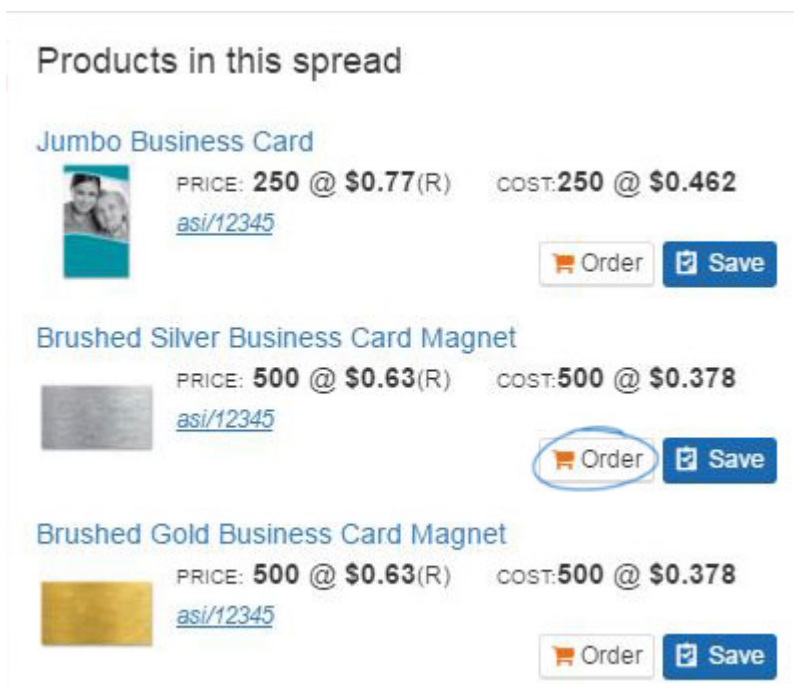 Products in this spread
Jumbo Business Card
PRICE: 250 @ $0.77(R) COST:250 @ $0.462
asi/12345
Order Save
Brushed Silver Business Card Magnet
PRICE: 500 @ $0.63(R) COST:500 @ $0.378
asi/12345
Order Save
Brushed Gold Business Card Magnet
PRICE: 500 @ $0.63(R) COST:500 @ $0.378
asi/12345
Order Save